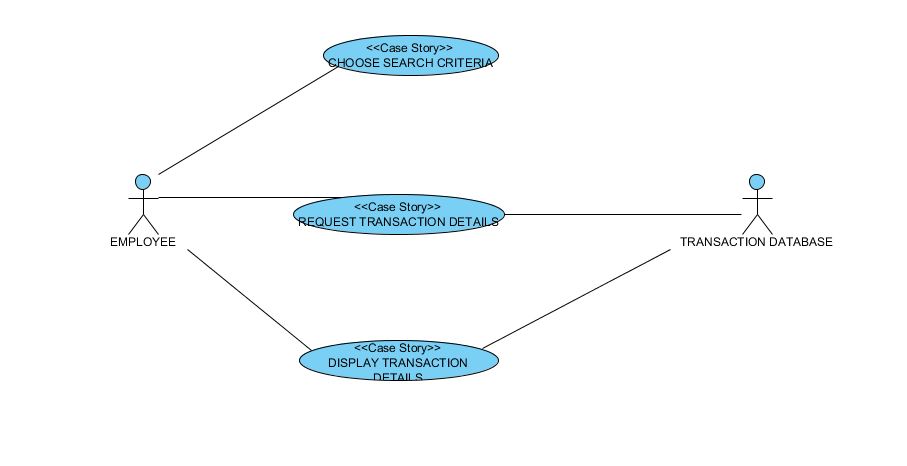 <<Case Story>>
CHOOSE SEARCH CRITERIA
<<Case Story>>
REQUEST TRANSACTION DETAILS
EMPLOYEE
TRANSACTION DATABASE
<<Case Story>>
DISPLAY TRANSACTION
DETAILS